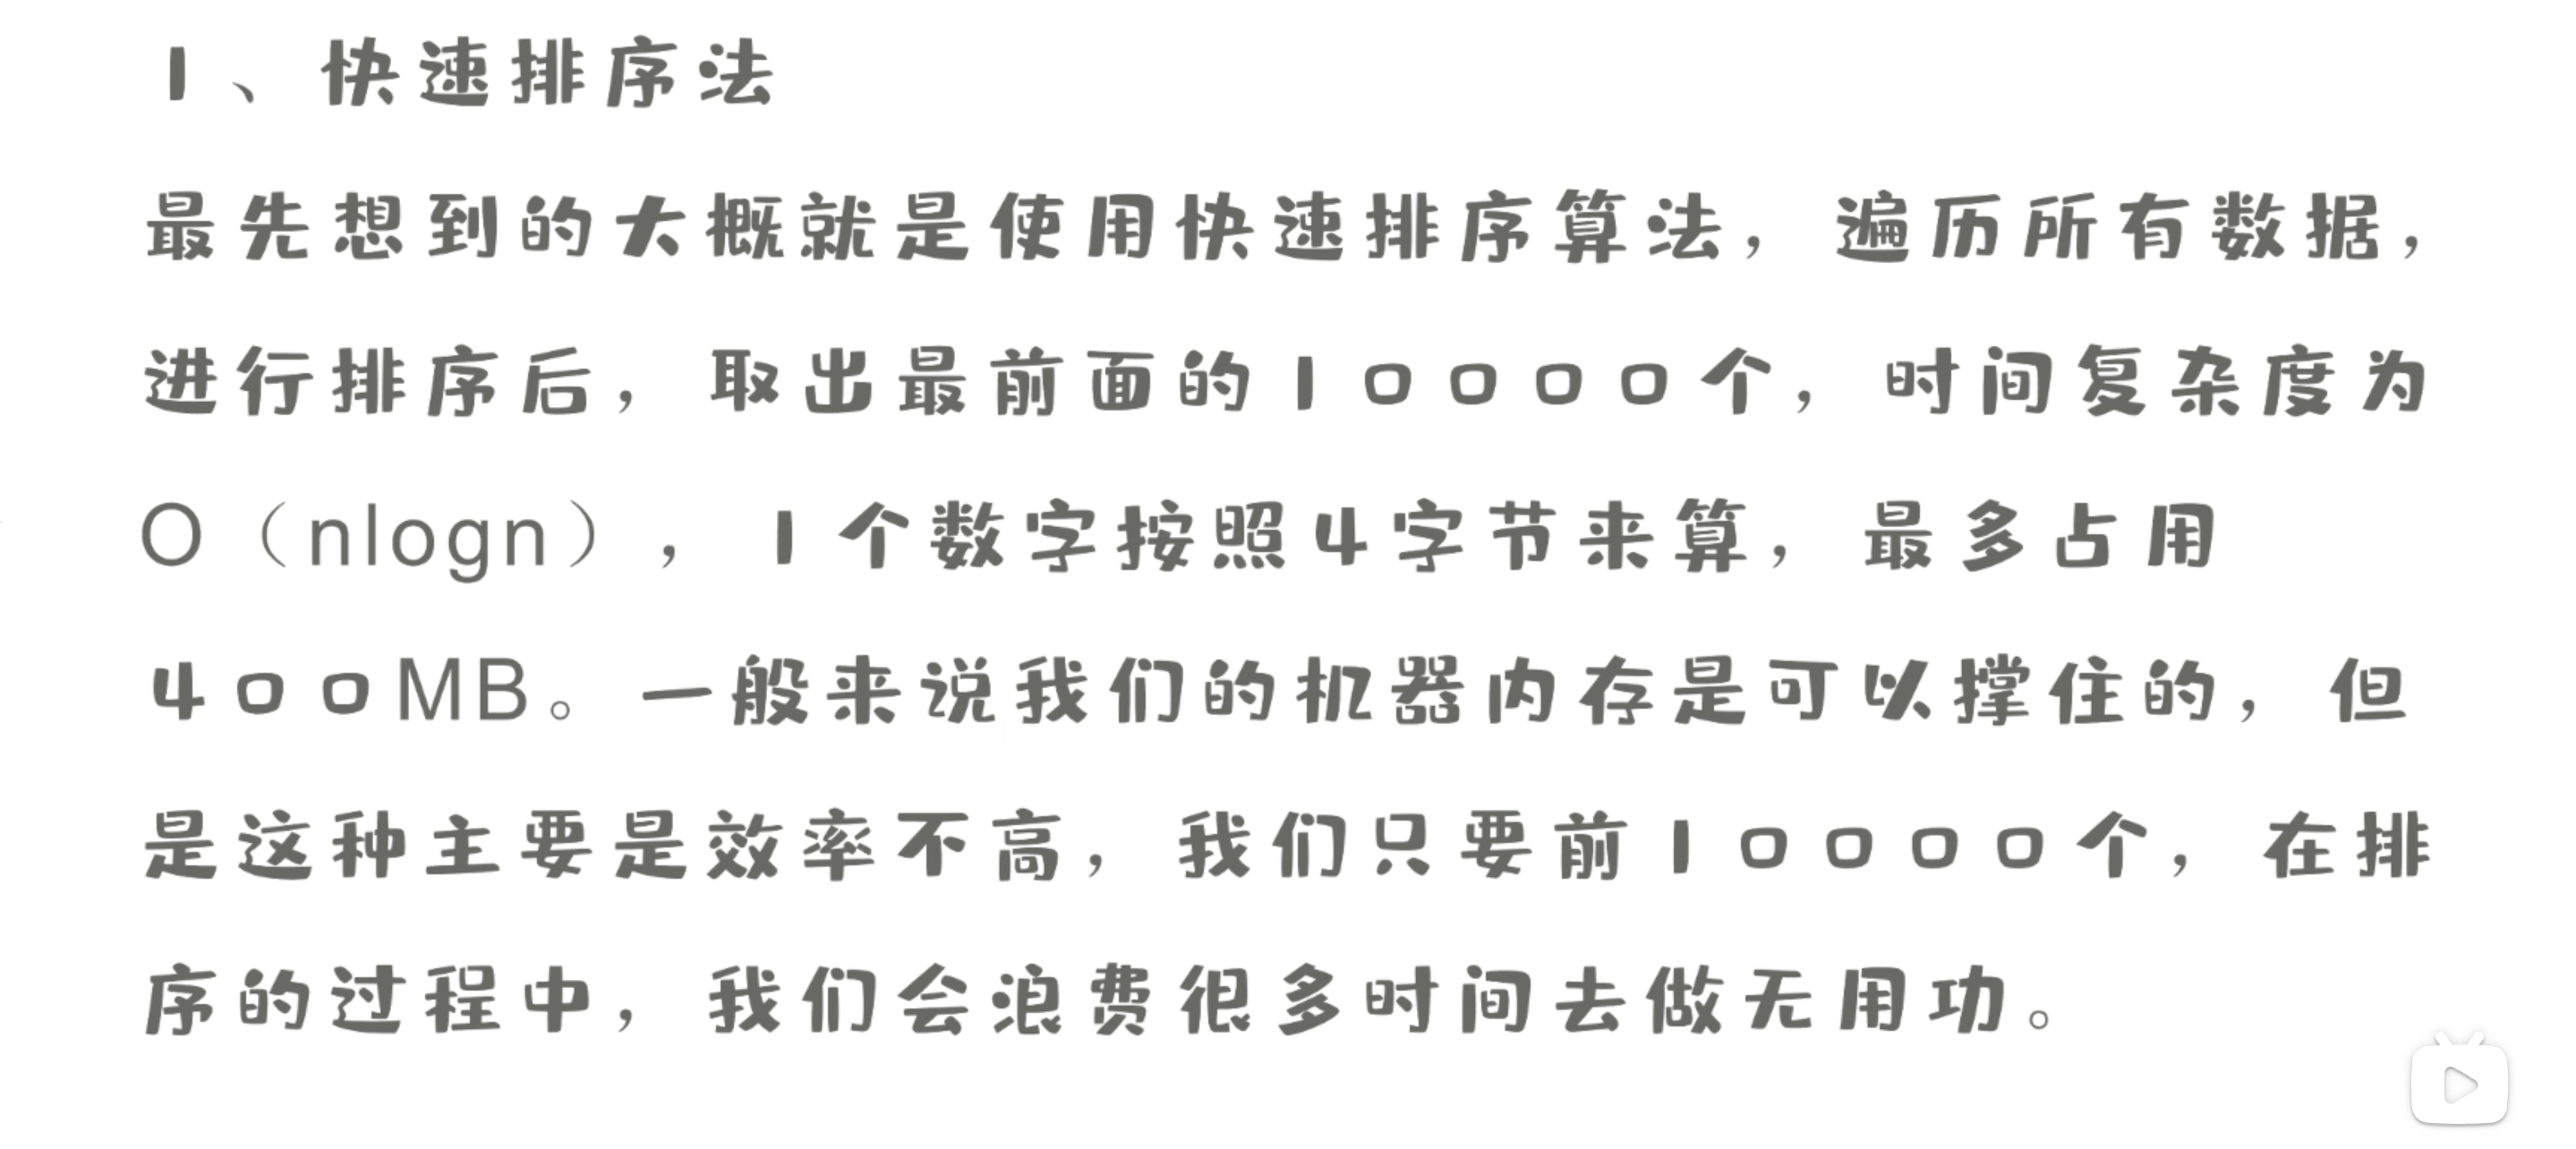 1、快速排序法
最先想到的大概就是使用快速排序算法，遍历所有数据，
进行排序后，取出最前面的10000个，时间复杂度为
O（nlogn），1个数字按照4字节来算，最多占用
400MB。一般来说我们的机器内存是可以撑住的，但
是这种主要是效率不高，我们只要前10000个，在排
序的过程中，我们会浪费很多时间去做无用功。